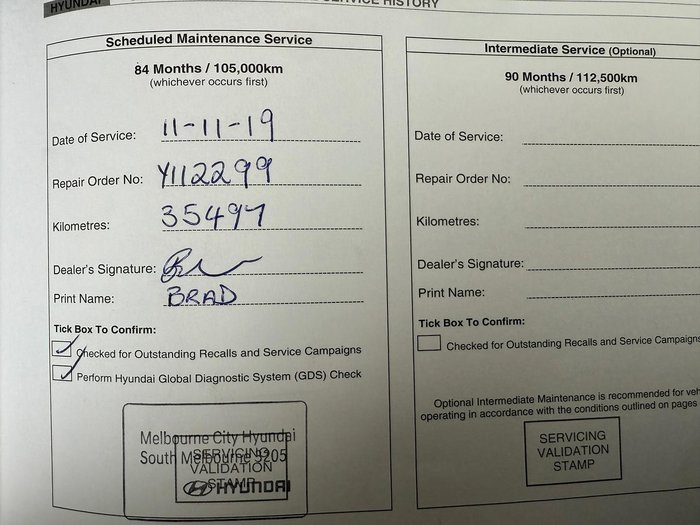 HYUNDAI
SERVICE HISTORY
Scheduled Maintenance Service
84 Months / 105,000km
(whichever occurs first)
Date of Service: 11-11-19
Repair Order No: Y112299
Kilometres: 35497
Dealer's Signature:
Print Name: BRAD
Tick Box To Confirm:
Checked for Outstanding Recalls and Service Campaigns
Perform Hyundai Global Diagnostic System (GDS) Check
Melbourne City Hyundai
South Melbourne 3205
SERVICING
VALIDATION
STAMP
HYUNDAI
Intermediate Service (Optional)
90 Months / 112,500km
(whichever occurs first)
Date of Service:
Repair Order No:
Kilometres:
Dealer's Signature:
Print Name:
Tick Box To Confirm:
Checked for Outstanding Recalls and Service Campaigns
Optional Intermediate Maintenance is recommended for veh
operating in accordance with the conditions outlined on pages
SERVICING
VALIDATION
STAMP